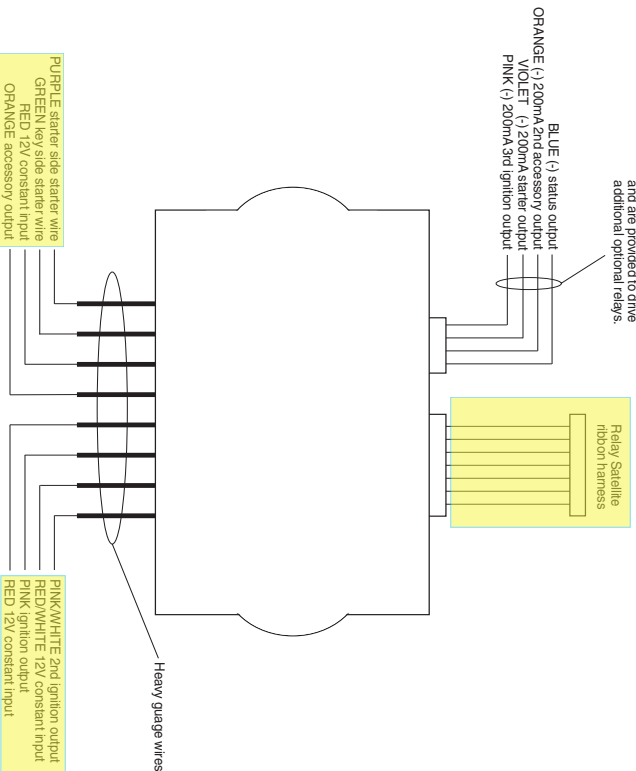 and are provided to drive
additional optional relays.
BLUE (-) status output
ORANGE (-) 200mA 2nd accessory output
VIOLET (-) 200mA starter output
PINK (-) 200mA 3rd ignition output
Relay Satellite
ribbon harness
PURPLE starter side starter wire
GREEN key side starter wire
RED 12V constant input
ORANGE accessory output
PINK/WHITE 2nd ignition output
RED/WHITE 12V constant input
PINK ignition output
RED 12V constant input
Heavy guage wires